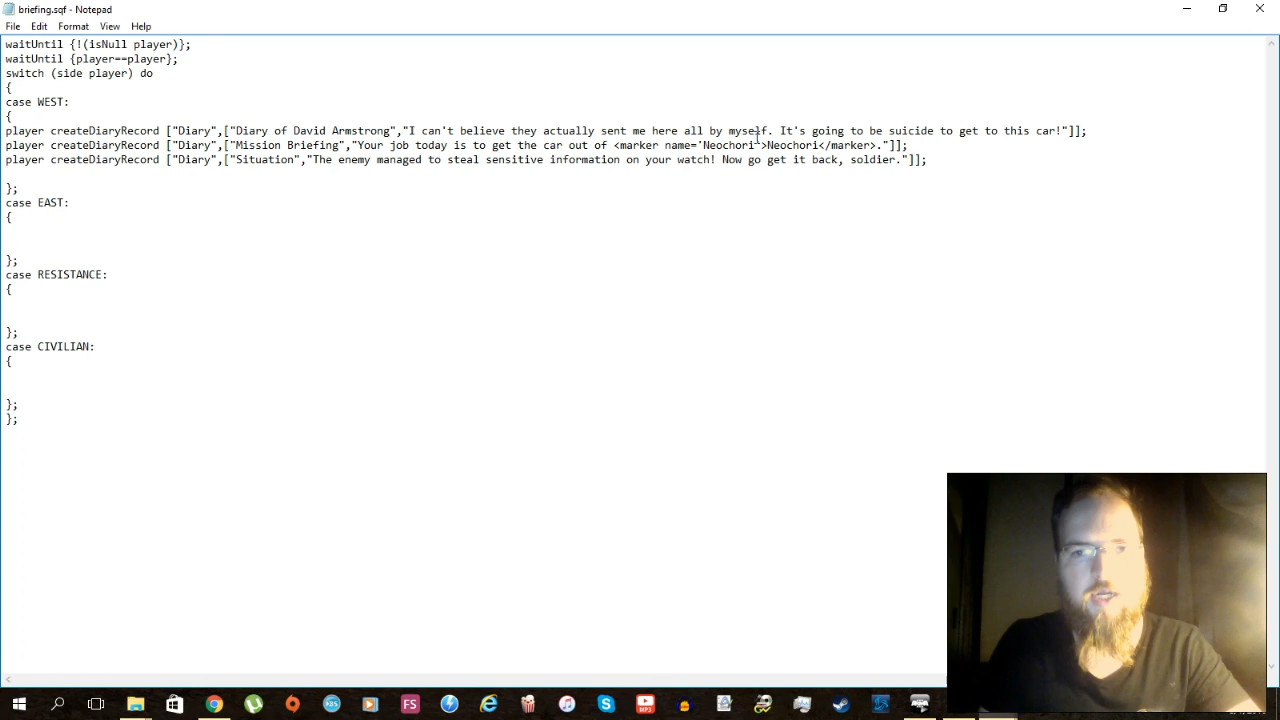 briefing.sqf - Notepad
File Edit Format View Help
waitUntil {!(isNull player)};
waitUntil {player==player};
switch (side player) do
{
case WEST:
{
player createDiaryRecord ["Diary",["Diary of David Armstrong","I can't believe they actually sent me here all by myself. It's going to be suicide to get to this car!"]];
player createDiaryRecord ["Diary",["Mission Briefing","Your job today is to get the car out of <marker name='Neochori'>Neochori</marker>."]];
player createDiaryRecord ["Diary",["Situation","The enemy managed to steal sensitive information on your watch! Now go get it back, soldier."]];
};
case EAST:
{
};
case RESISTANCE:
{
};
case CIVILIAN:
{
};
};
FS
MP3